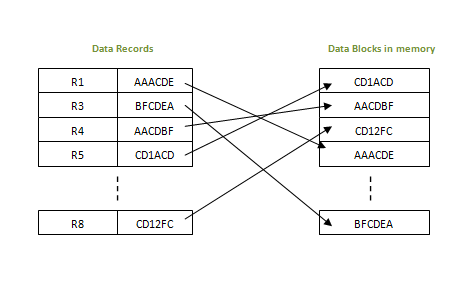 Data Records Data Blocks in memory
R1 AAACDE CD1ACD
R3 BFCDEA AACDBF
R4 AACDBF CD12FC
R5 CD1ACD AAACDE
R8 CD12FC BFCDEA